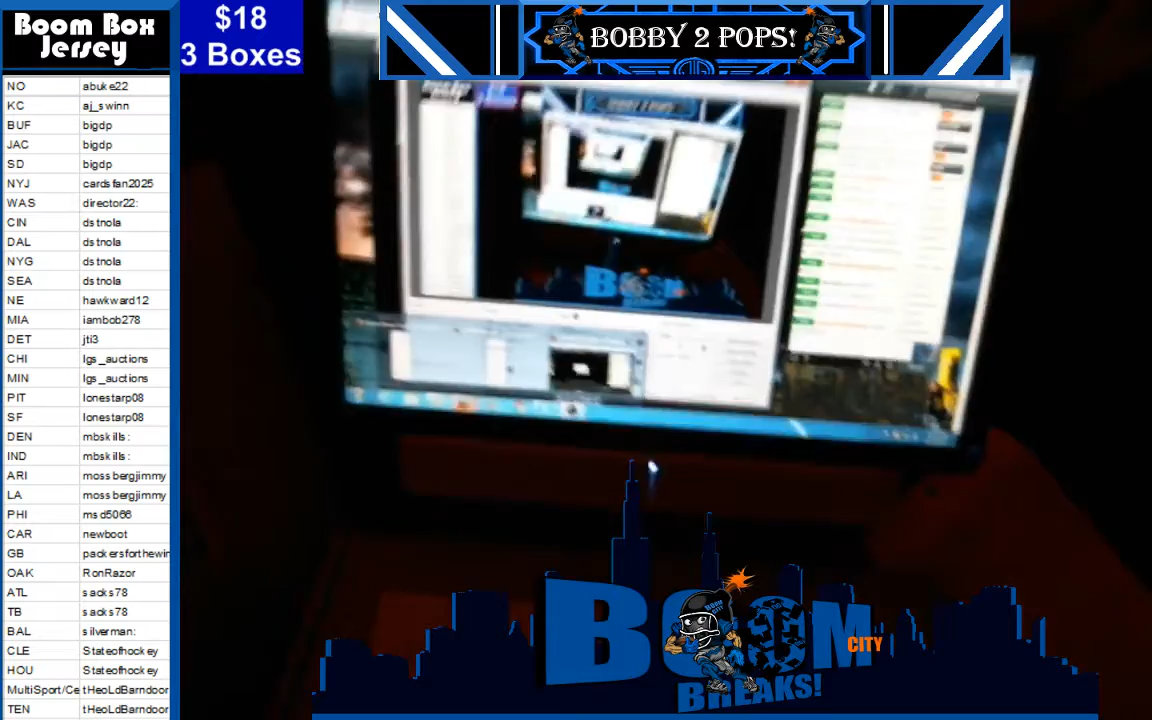 Boom Box
Jersey
$18
3 Boxes
BOBBY 2 POPS!
NO abuke22
KC aj_swinn
BUF bigdp
JAC bigdp
SD bigdp
NYJ cardsfan2025
WAS director22:
CIN dstnola
DAL dstnola
NYG dstnola
SEA dstnola
NE hawkward12
MIA iambob278
DET jti3
CHI lgs_auctions
MIN lgs_auctions
PIT lonestarp08
SF lonestarp08
DEN mbskills:
IND mbskills:
ARI mossbergjimmy
LA mossbergjimmy
PHI msd5066
CAR newboot
GB packersforthewin
OAK RonRazor
ATL sacks78
TB sacks78
BAL silverman:
CLE Stateofhockey
HOU Stateofhockey
MultiSport/Ce tHeoLdBarndoor
TEN tHeoLdBarndoor
BOOM
CITY
BREAKS!